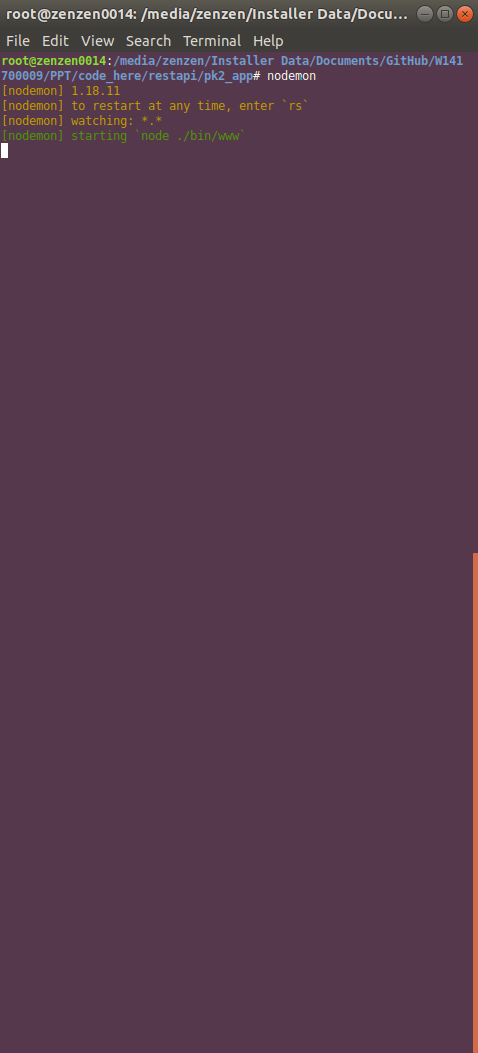 root@zenzen0014: /media/zenzen/Installer Data/Docu...
File Edit View Search Terminal Help
root@zenzen0014:/media/zenzen/Installer Data/Documents/GitHub/W141
700009/PPT/code_here/restapi/pk2_app# nodemon
[nodemon] 1.18.11
[nodemon] to restart at any time, enter `rs`
[nodemon] watching: *.*
[nodemon] starting `node ./bin/www`